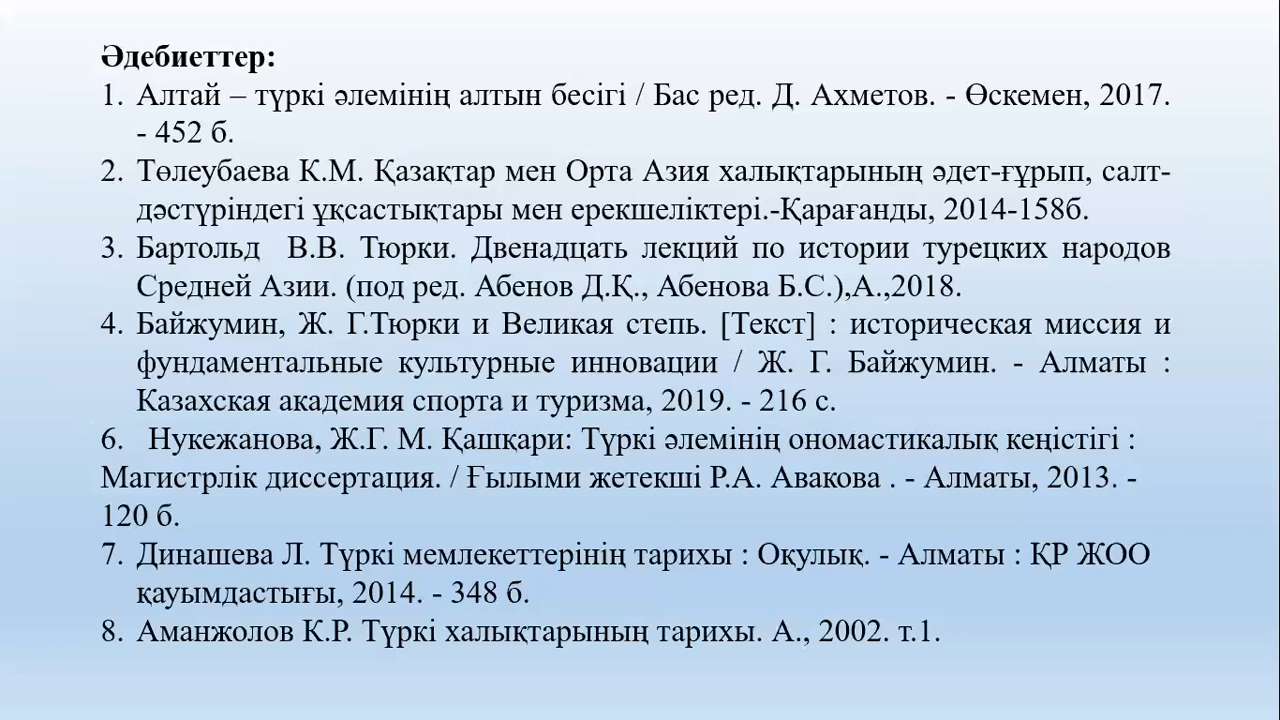 Әдебиеттер:
1. Алтай – түркі әлемінің алтын бесігі / Бас ред. Д. Ахметов. - Өскемен, 2017.
- 452 б.
2. Төлеубаева К.М. Қазақтар мен Орта Азия халықтарының әдет-ғұрып, салт-
дәстүріндегі ұқсастықтары мен ерекшеліктері.-Қарағанды, 2014-158б.
3. Бартольд В.В. Тюрки. Двенадцать лекций по истории турецких народов
Средней Азии. (под ред. Абенов Д.Қ., Абенова Б.С.),А.,2018.
4. Байжумин, Ж. Г.Тюрки и Великая степь. [Текст] : историческая миссия и
фундаментальные культурные инновации / Ж. Г. Байжумин. - Алматы :
Казахская академия спорта и туризма, 2019. - 216 с.
6. Нукежанова, Ж.Г. М. Қашқари: Түркі әлемінің ономастикалық кеңістігі :
Магистрлік диссертация. / Ғылыми жетекші Р.А. Авакова . - Алматы, 2013. -
120 б.
7. Динашева Л. Түркі мемлекеттерінің тарихы : Оқулық. - Алматы : ҚР ЖОО
қауымдастығы, 2014. - 348 б.
8. Аманжолов К.Р. Түркі халықтарының тарихы. А., 2002. т.1.